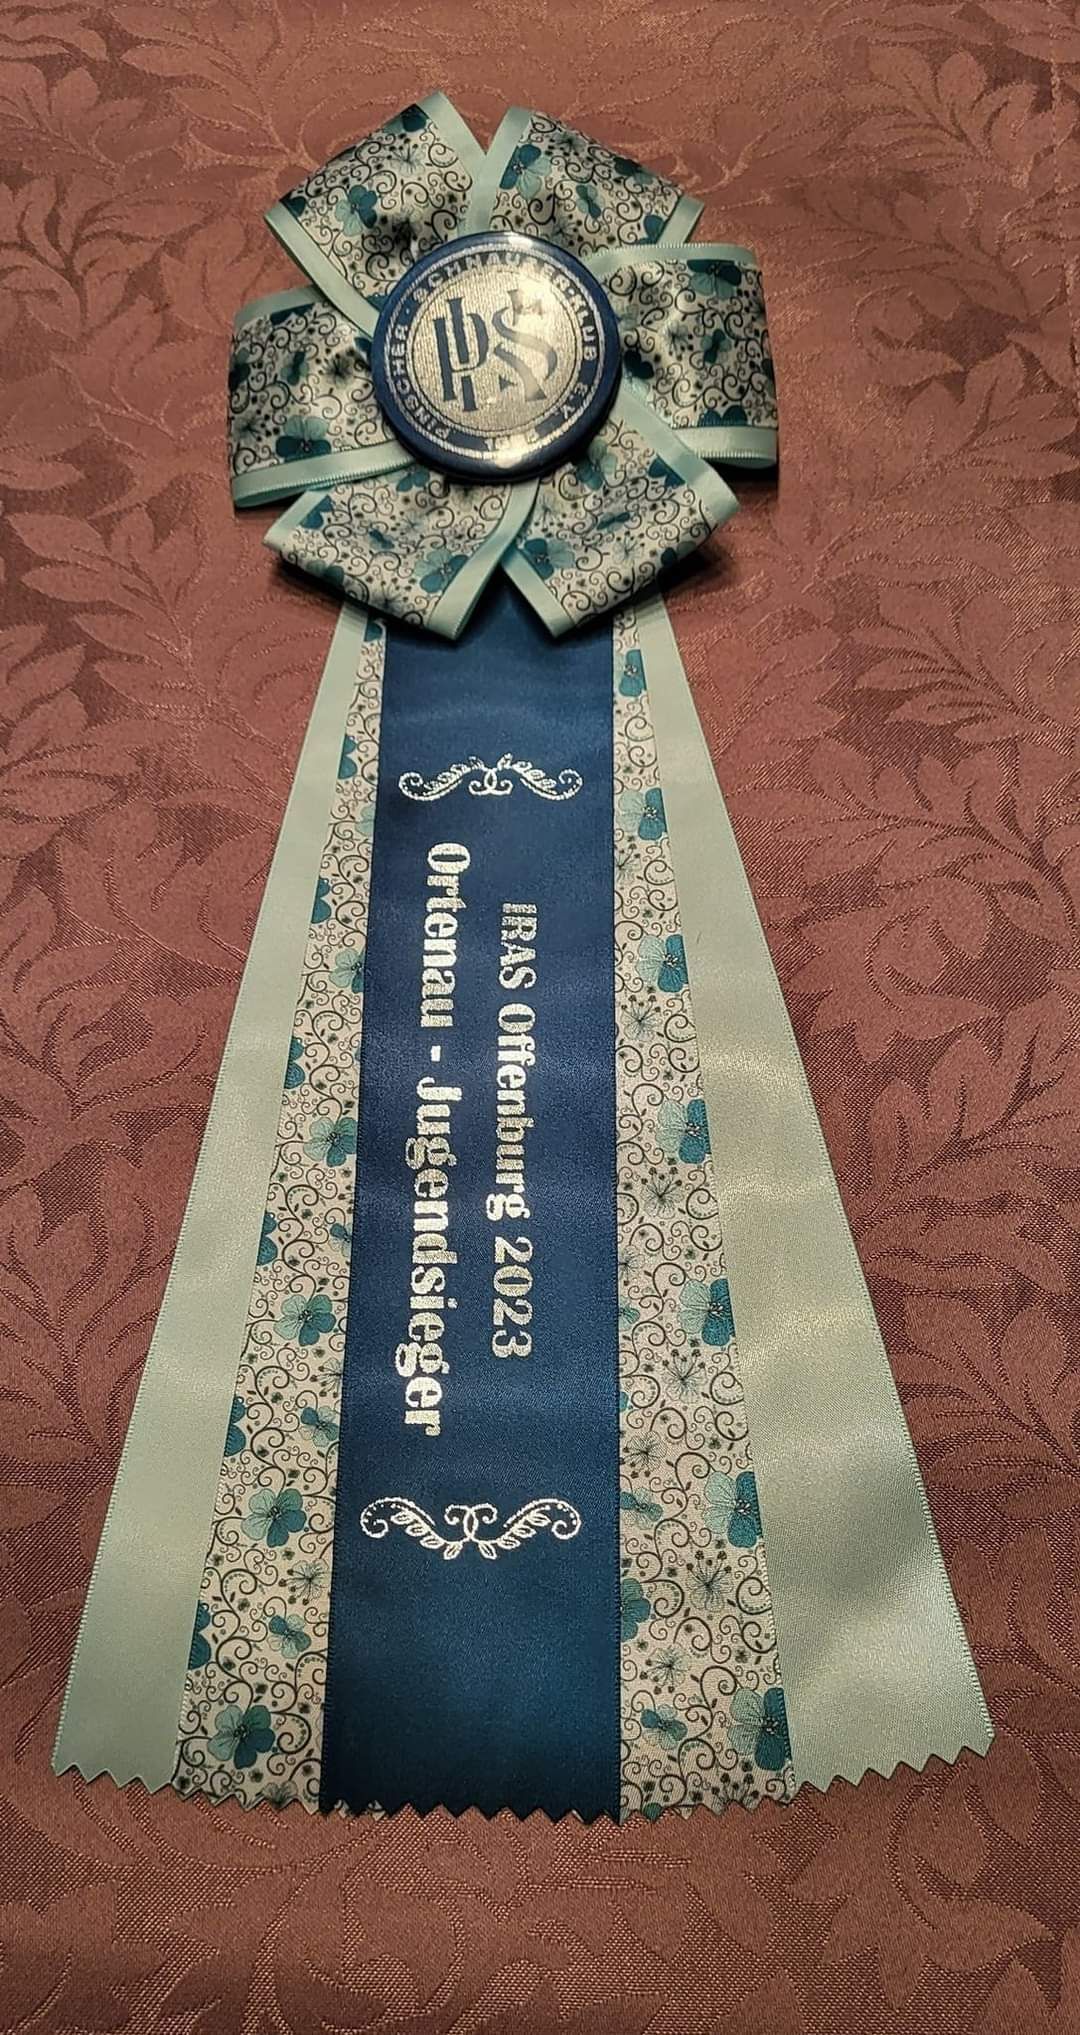 PINSCHER-SCHNAUZER-KLUB E.V.
PSK
IRAS Offenburg 2023
Ortenau - Jugendsieger